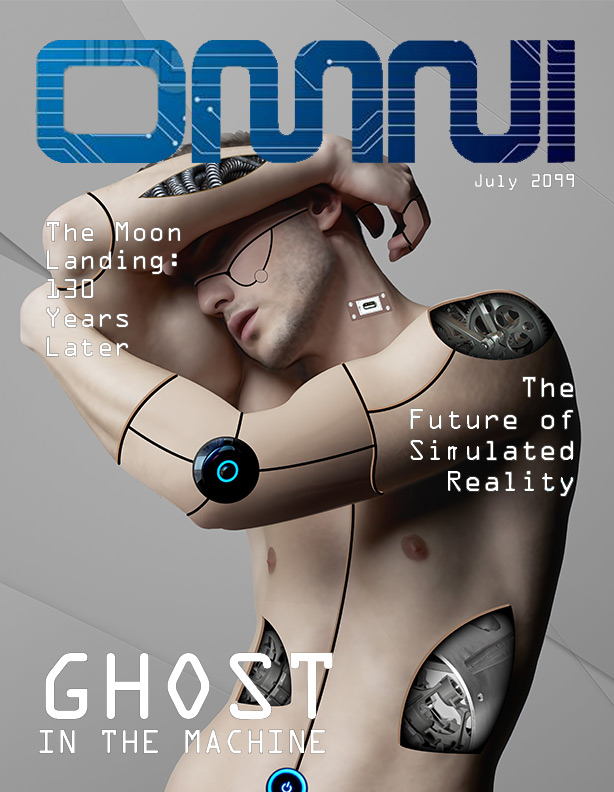 OMNI
July 2099
The Moon
Landing:
130
Years
Later
The
Future of
Simulated
Reality
GHOST
IN THE MACHINE